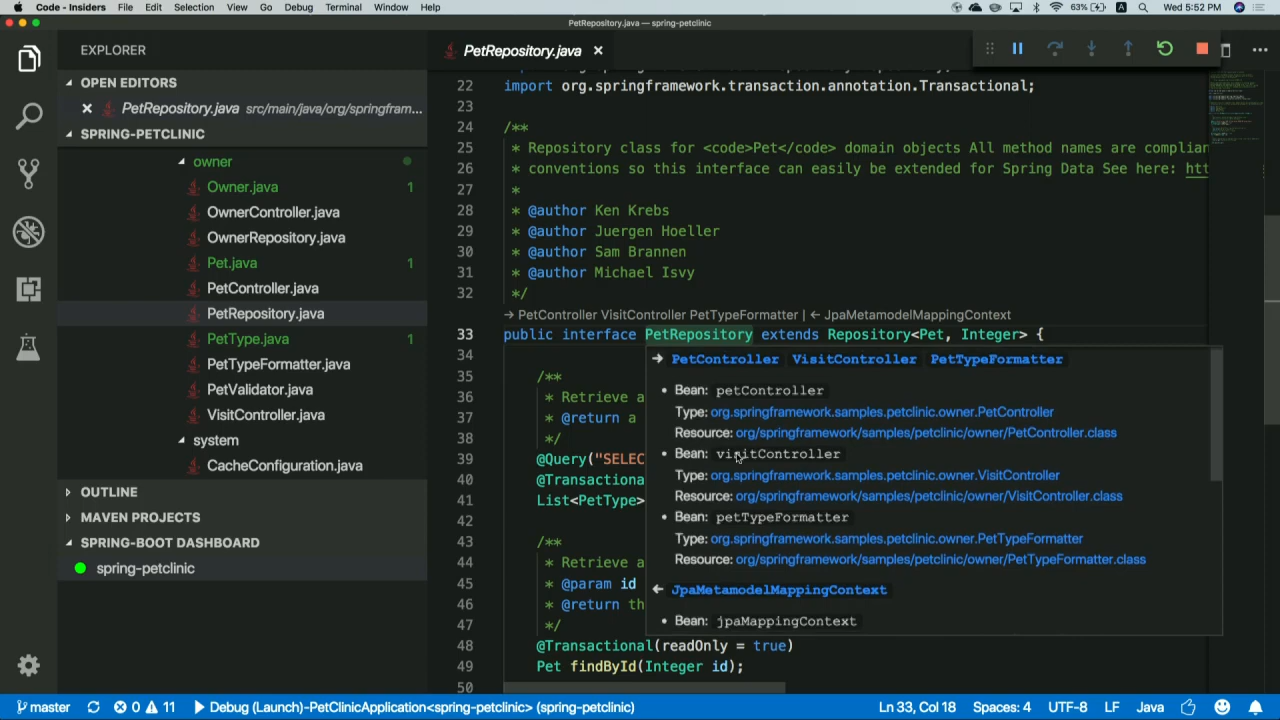 Code - Insiders File Edit Selection View Go Debug Terminal Window Help 63% A Wed 5:52 PM
PetRepository.java — spring-petclinic
EXPLORER
OPEN EDITORS
PetRepository.java src/main/java/org/springfram...
SPRING-PETCLINIC
owner
Owner.java 1
OwnerController.java
OwnerRepository.java
Pet.java 1
PetController.java
PetRepository.java
PetType.java 1
PetTypeFormatter.java
PetValidator.java
VisitController.java
system
CacheConfiguration.java
OUTLINE
MAVEN PROJECTS
SPRING-BOOT DASHBOARD
spring-petclinic
PetRepository.java
22 import org.springframework.transaction.annotation.Transactional;
23
24 /**
25 * Repository class for <code>Pet</code> domain objects All method names are complian
26 * conventions so this interface can easily be extended for Spring Data See here: htt
27 *
28 * @author Ken Krebs
29 * @author Juergen Hoeller
30 * @author Sam Brannen
31 * @author Michael Isvy
32 */
→ PetController VisitController PetTypeFormatter | ← JpaMetamodelMappingContext
33 public interface PetRepository extends Repository<Pet, Integer> {
34
35 /**
36 * Retrieve a
37 * @return a
38 */
39 @Query("SELEC
40 @Transactiona
41 List<PetType>
42
43 /**
44 * Retrieve a
45 * @param id
46 * @return th
47 */
48 @Transactional(readOnly = true)
49 Pet findById(Integer id);
50
→ PetController VisitController PetTypeFormatter
• Bean: petController
Type: org.springframework.samples.petclinic.owner.PetController
Resource: org/springframework/samples/petclinic/owner/PetController.class
• Bean: visitController
Type: org.springframework.samples.petclinic.owner.VisitController
Resource: org/springframework/samples/petclinic/owner/VisitController.class
• Bean: petTypeFormatter
Type: org.springframework.samples.petclinic.owner.PetTypeFormatter
Resource: org/springframework/samples/petclinic/owner/PetTypeFormatter.class
← JpaMetamodelMappingContext
• Bean: jpaMappingContext
master 0 11 Debug (Launch)-PetClinicApplication<spring-petclinic> (spring-petclinic) Ln 33, Col 18 Spaces: 4 UTF-8 LF Java